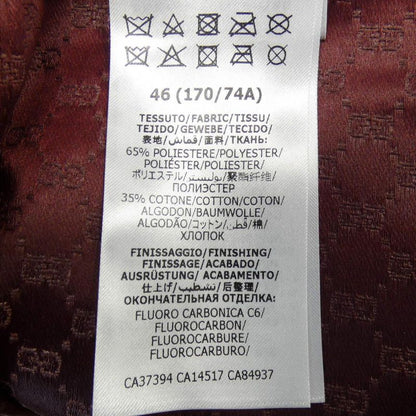 46 (170/74A)
TESSUTO/FABRIC/TISSU/
TEJIDO/GEWEBE/TECIDO/
表地/قماش/面料/ТКАНЬ:
65% POLIESTERE/POLYESTER/
POLIÉSTER/POLIESTER/
ポリエステル/بوليستر/聚酯纤维/
ПОЛИЭСТЕР
35% COTONE/COTTON/COTON/
ALGODON/BAUMWOLLE/
ALGODÃO/コットン/قطن/棉/
ХЛОПОК
FINISSAGGIO/FINISHING/
FINISSAGE/ACABADO/
AUSRÜSTUNG/ ACABAMENTO/
仕上げ/تشطيب/后整理/
ОКОНЧАТЕЛЬНАЯ ОТДЕЛКА/
FLUORO CARBONICA C6/
FLUOROCARBON/
FLUOROCARBURE/
FLUOROCARBURO/
CA37394 CA14517 CA84937